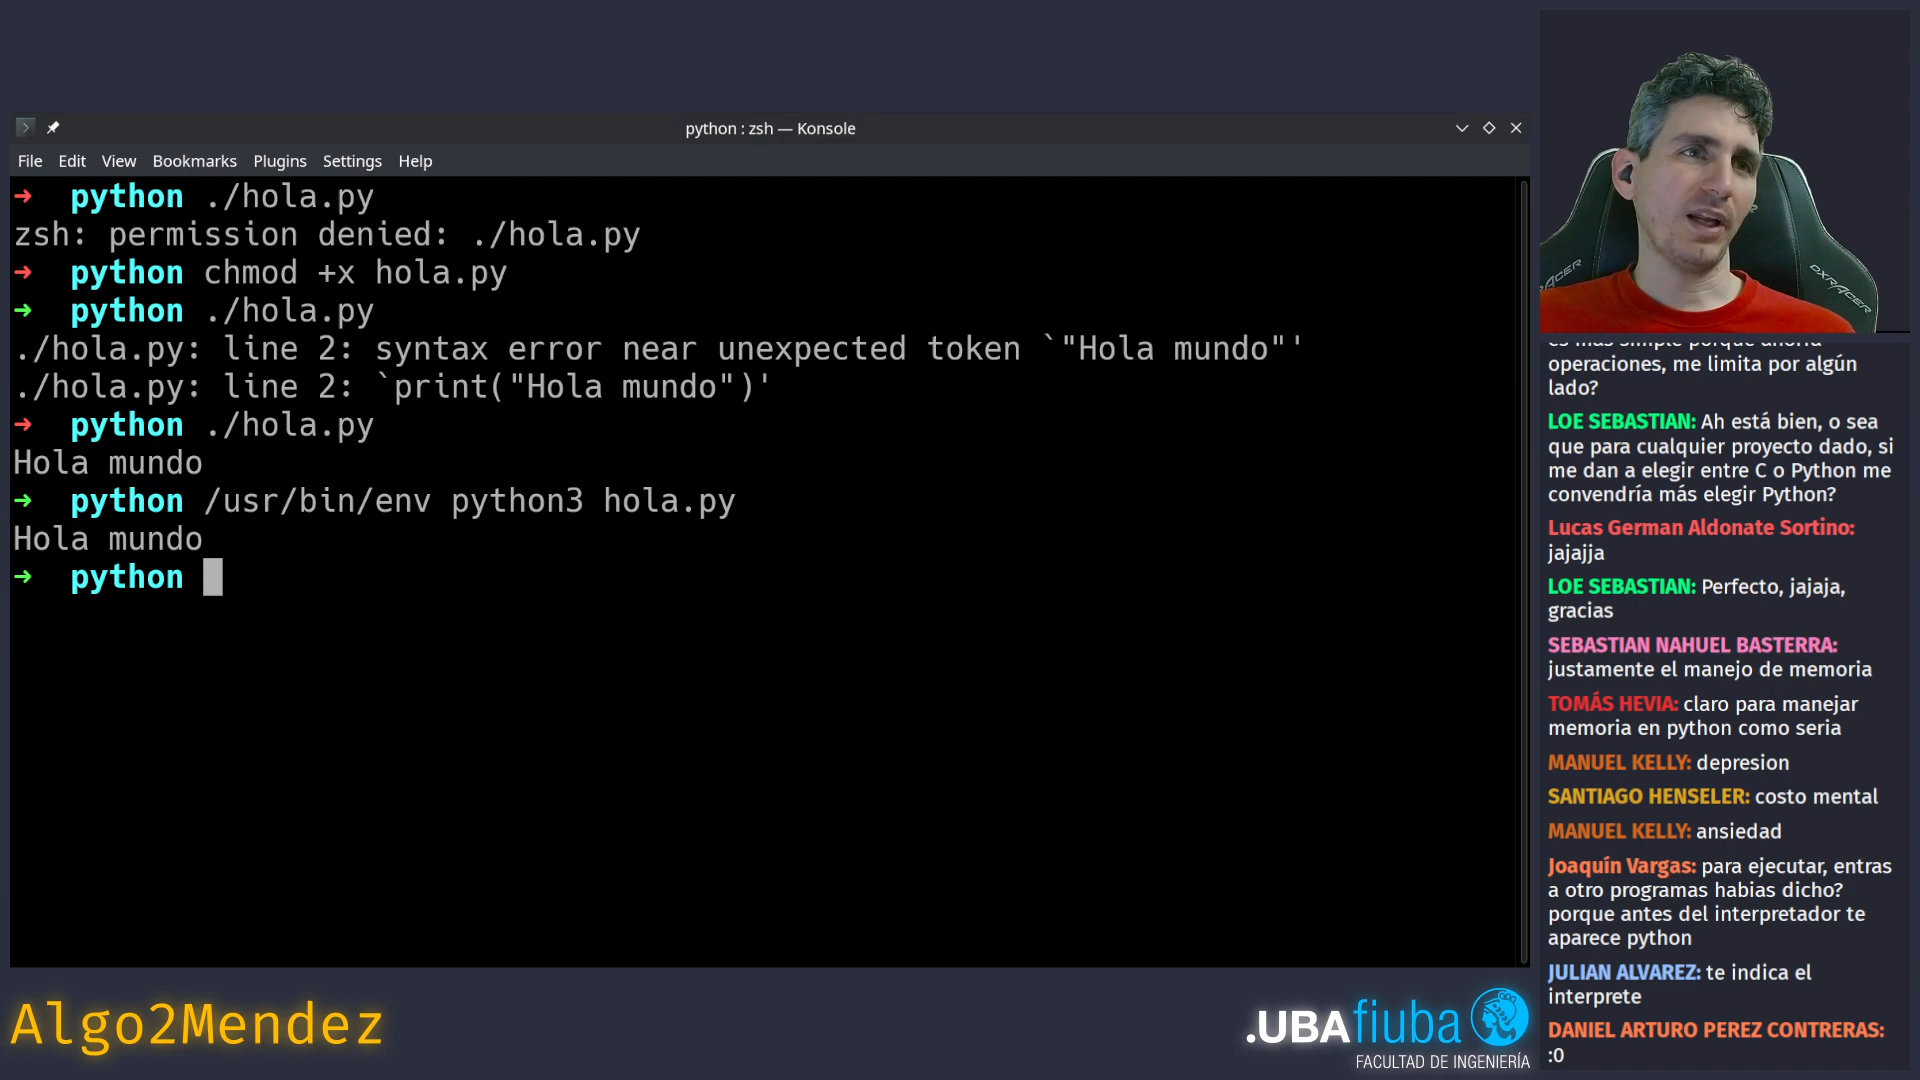 python : zsh — Konsole
File Edit View Bookmarks Plugins Settings Help
➜ python ./hola.py
zsh: permission denied: ./hola.py
➜ python chmod +x hola.py
➜ python ./hola.py
./hola.py: line 2: syntax error near unexpected token `"Hola mundo"'
./hola.py: line 2: `print("Hola mundo")'
➜ python ./hola.py
Hola mundo
➜ python /usr/bin/env python3 hola.py
Hola mundo
➜ python
DXRACER
es más simple porque ahorra
operaciones, me limita por algún
lado?
LOE SEBASTIAN: Ah está bien, o sea
que para cualquier proyecto dado, si
me dan a elegir entre C o Python me
convendría más elegir Python?
Lucas German Aldonate Sortino:
jajajja
LOE SEBASTIAN: Perfecto, jajaja,
gracias
SEBASTIAN NAHUEL BASTERRA:
justamente el manejo de memoria
TOMÁS HEVIA: claro para manejar
memoria en python como seria
MANUEL KELLY: depresion
SANTIAGO HENSELER: costo mental
MANUEL KELLY: ansiedad
Joaquín Vargas: para ejecutar, entras
a otro programas habias dicho?
porque antes del interpretador te
aparece python
JULIAN ALVAREZ: te indica el
interprete
DANIEL ARTURO PEREZ CONTRERAS:
:0
Algo2Mendez
.UBAfiuba
FACULTAD DE INGENIERÍA